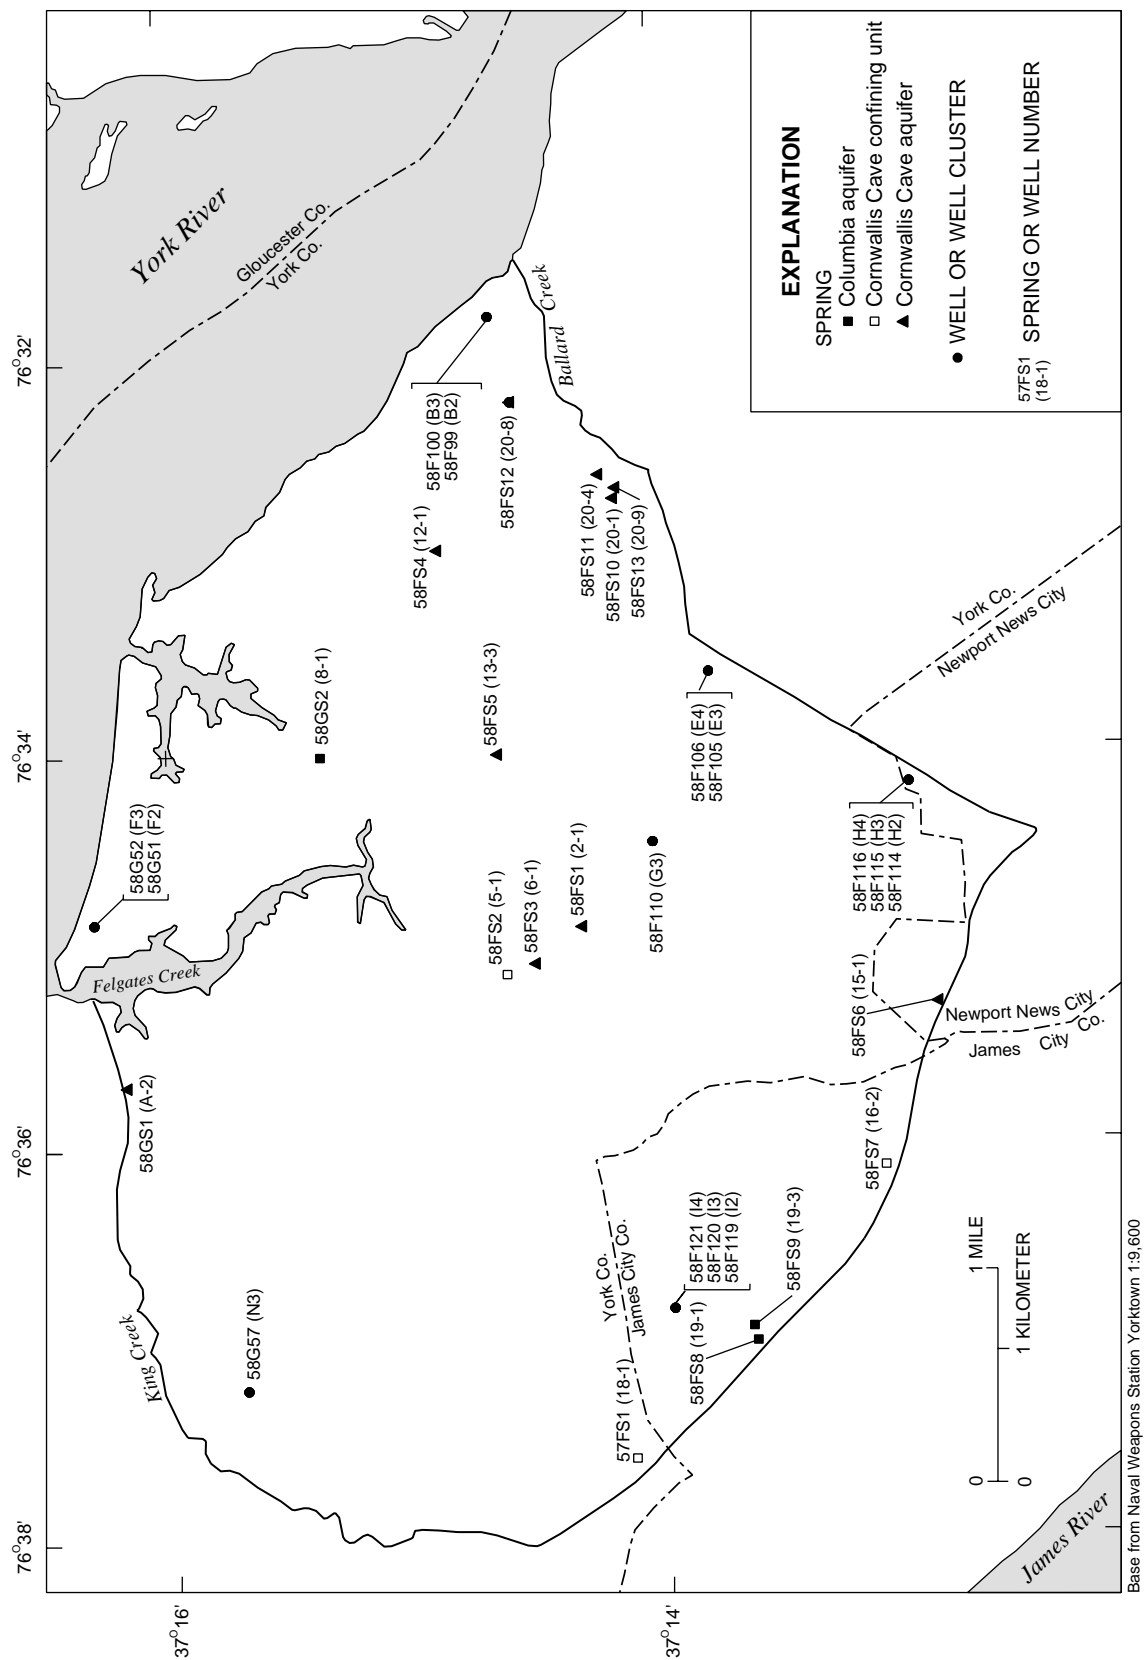 76°38'
76°36'
76°34'
76°32'
37°16'
37°14'
York River
Gloucester Co.
York Co.
Felgates Creek
King Creek
Ballard Creek
58G52 (F3)
58G51 (F2)
58GS1 (A-2)
58G57 (N3)
58GS2 (8-1)
58FS4 (12-1)
58F100 (B3)
58F99 (B2)
58FS12 (20-8)
58FS5 (13-3)
58FS2 (5-1)
58FS3 (6-1)
58FS1 (2-1)
58FS11 (20-4)
58FS10 (20-1)
58FS13 (20-9)
58F110 (G3)
58F106 (E4)
58F105 (E3)
York Co.
James City Co.
57FS1 (18-1)
58F121 (I4)
58F120 (I3)
58F119 (I2)
58FS8 (19-1)
58FS9 (19-3)
58FS7 (16-2)
58FS6 (15-1)
58F116 (H4)
58F115 (H3)
58F114 (H2)
Newport News City
James City Co.
York Co.
Newport News City
James River
0 1 MILE
0 1 KILOMETER
EXPLANATION
SPRING
Columbia aquifer
Cornwallis Cave confining unit
Cornwallis Cave aquifer
WELL OR WELL CLUSTER
57FS1
(18-1)
SPRING OR WELL NUMBER
Base from Naval Weapons Station Yorktown 1:9,600